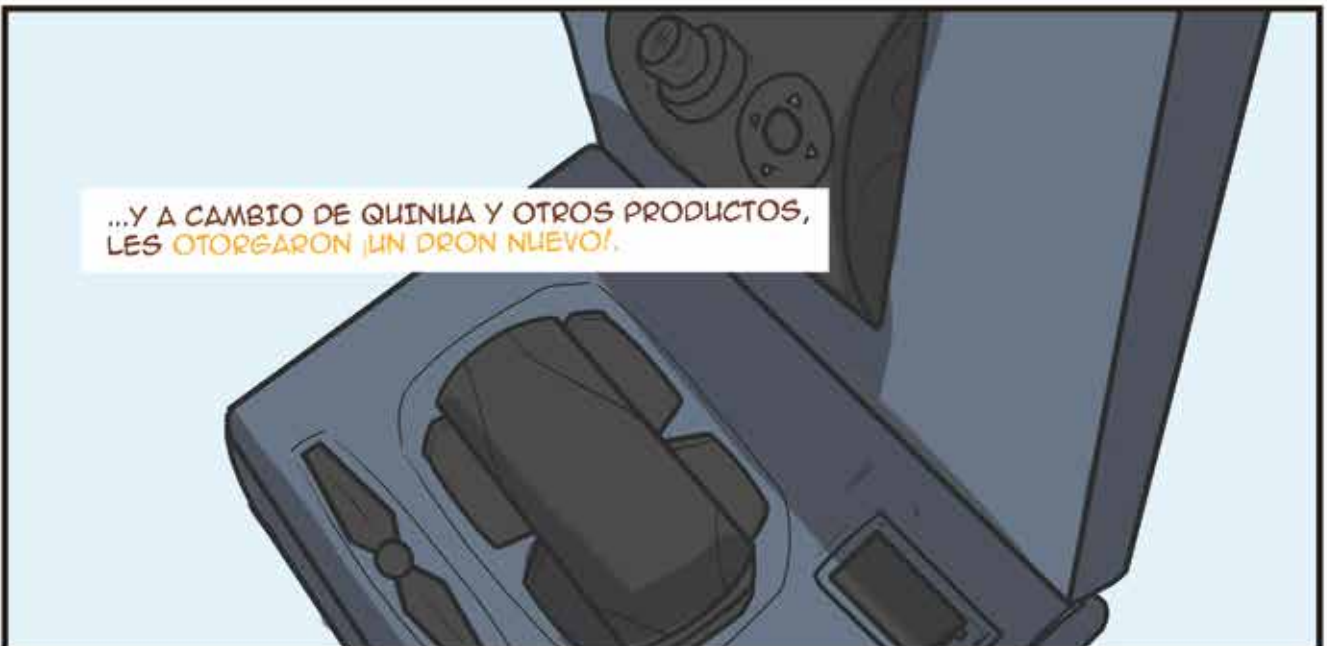 ...Y A CAMBIO DE QUINUA Y OTROS PRODUCTOS,
LES OTORGARON ¡UN DRON NUEVO!.